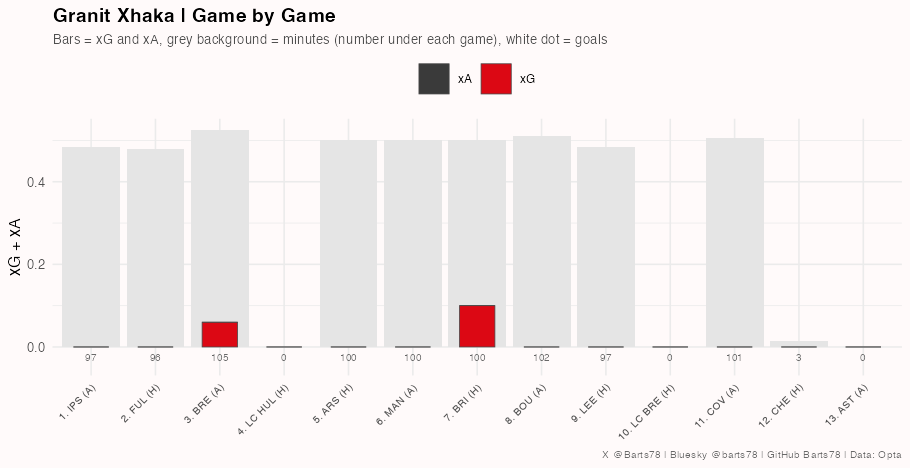 Granit Xhaka | Game by Game
Bars = xG and xA, grey background = minutes (number under each game), white dot = goals
xA xG
xG + xA
0.4
0.2
0.0
97 96 105 0 100 100 100 102 97 0 101 3 0
1. IPS (A)
2. FUL (H)
3. BRE (A)
4. LC HUL (H)
5. ARS (H)
6. MAN (A)
7. BRI (H)
8. BOU (A)
9. LEE (H)
10. LC BRE (H)
11. COV (A)
12. CHE (H)
13. AST (A)
X @Barts78 | Bluesky @barts78 | GitHub Barts78 | Data: Opta